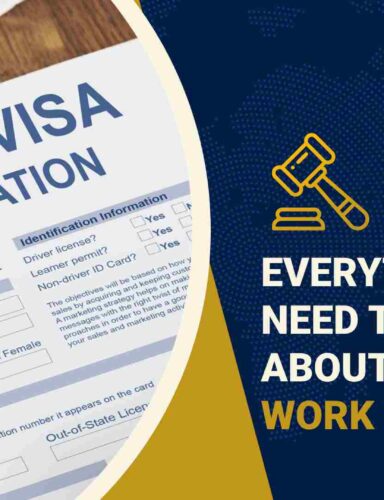 VISA
ATION
Identification Information
Driver license?
Yes
Learner permit?
Yes
Non-driver ID Card?
Yes
The objectives will be based on how y
sales by acquiring and keeping custo
A marketing strategy helps on mak
messages with the right twist of m
proaches in order to have a goo
your sales and marketing activ
Female
ation number it appears on the card
Out-of-State Licen
EVERYT
NEED T
ABOUT
WORK